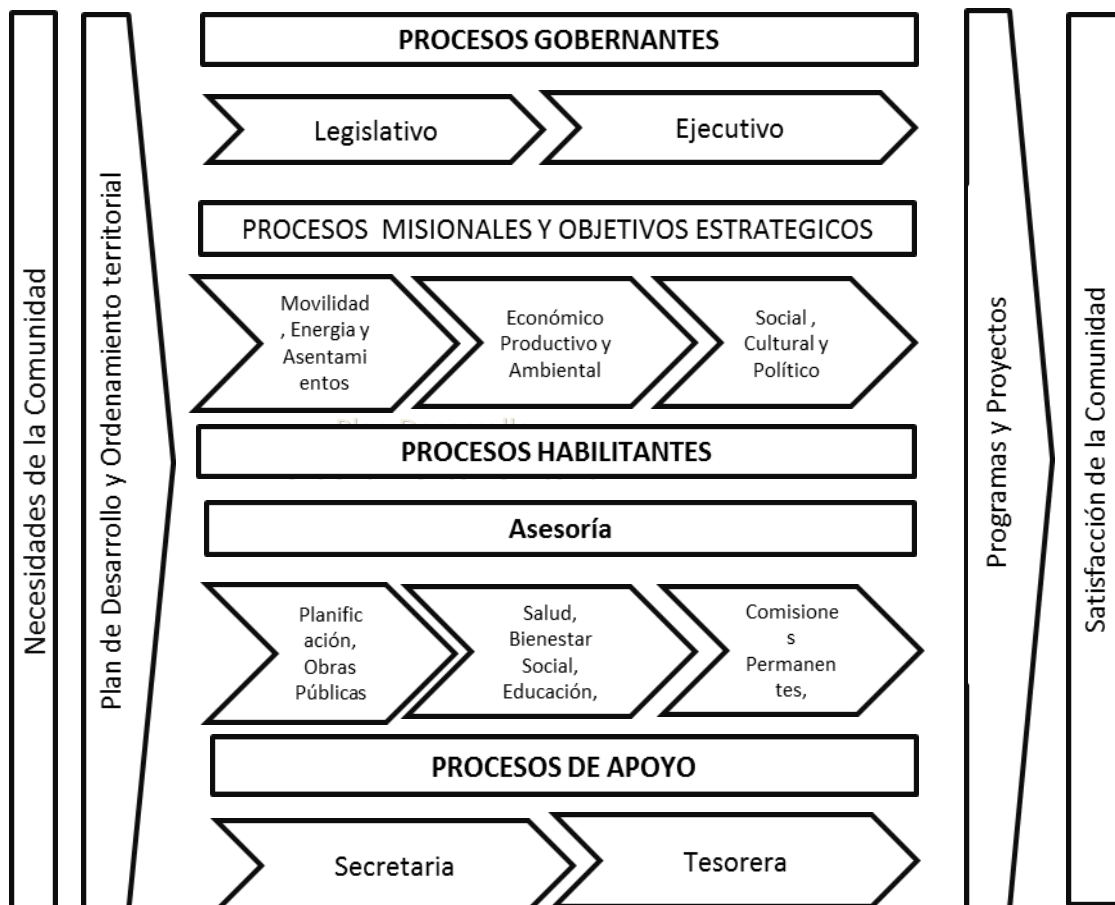 Necesidades de la Comunidad
Plan de Desarrollo y Ordenamiento territorial
PROCESOS GOBERNANTES
Legislativo
Ejecutivo
PROCESOS MISIONALES Y OBJETIVOS ESTRATEGICOS
Movilidad
, Energia y
Asentami
entos
Económico
Productivo y
Ambiental
Social ,
Cultural y
Político
PROCESOS HABILITANTES
Asesoría
Planific
ación,
Obras
Públicas
Salud,
Bienestar
Social,
Educación,
Comisione
s
Permanen
tes,
PROCESOS DE APOYO
Secretaria
Tesorera
Programas y Proyectos
Satisfacción de la Comunidad